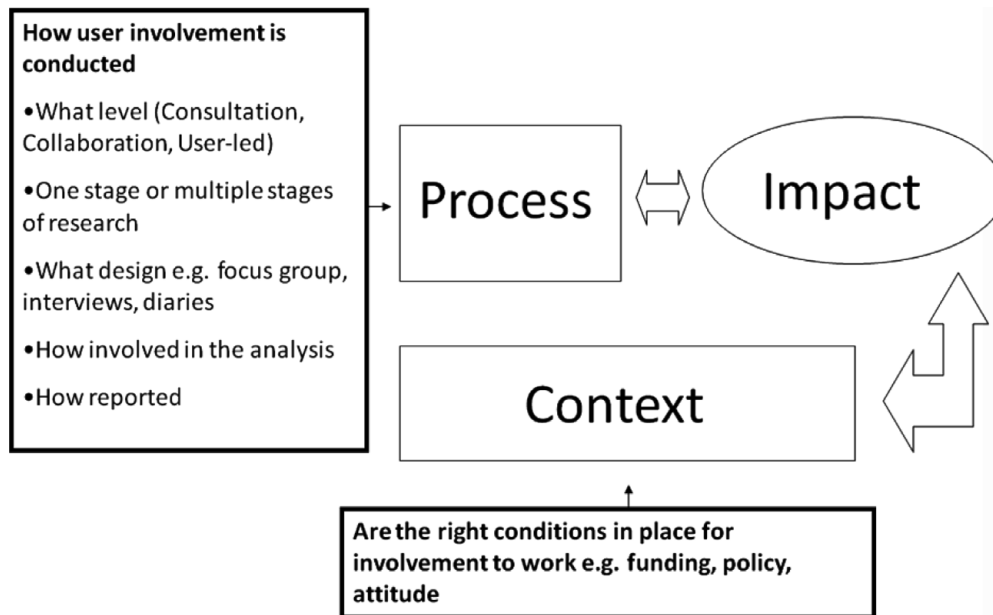 How user involvement is
conducted
•What level (Consultation,
Collaboration, User-led)
•One stage or multiple stages
of research
•What design e.g. focus group,
interviews, diaries
•How involved in the analysis
•How reported
Process
Impact
Context
Are the right conditions in place for
involvement to work e.g. funding, policy,
attitude